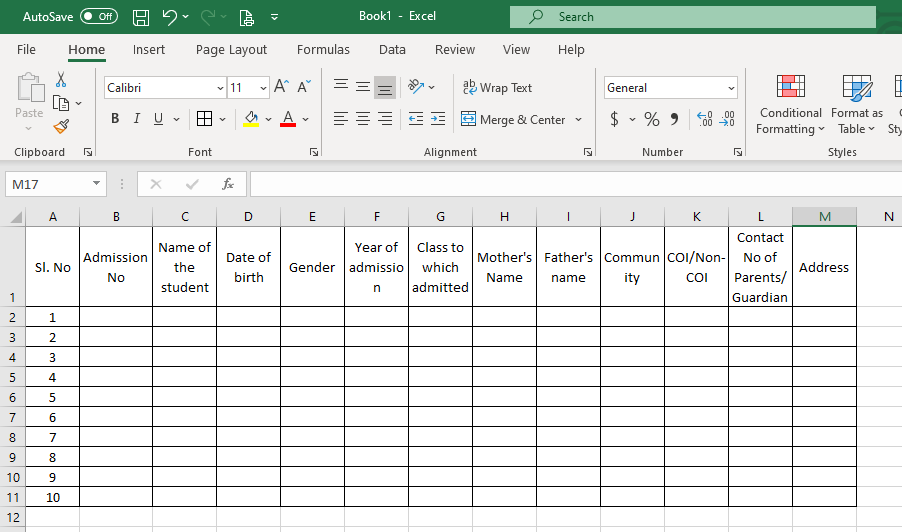 AutoSave Off Book1 - Excel Search
File Home Insert Page Layout Formulas Data Review View Help
Paste
Calibri 11 A A
ab Wrap Text
General
B I U A
Merge & Center
$ % ,
Conditional Formatting
Format as Table
Clipboard Font Alignment Number Styles
M17 fx
A B C D E F G H I J K L M N
1
Sl. No
Admission No
Name of the student
Date of birth
Gender
Year of admissio n
Class to which admitted
Mother's Name
Father's name
Commun ity
COI/Non-COI
Contact No of Parents/ Guardian
Address
2 1
3 2
4 3
5 4
6 5
7 6
8 7
9 8
10 9
11 10
12